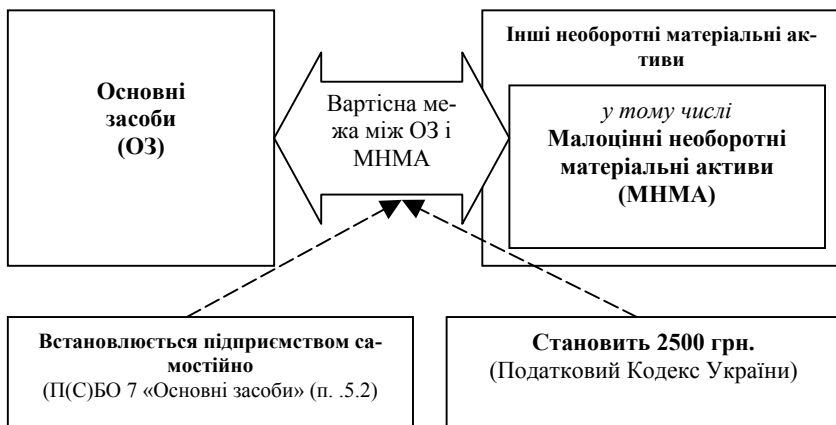 Основні
засоби
(ОЗ)
Вартісна ме-
жа між ОЗ і
МНМА
Інші необоротні матеріальні ак-
тиви
у тому числі
Малоцінні необоротні
матеріальні активи
(МНМА)
Встановлюється підприємством са-
мостійно
(П(С)БО 7 «Основні засоби» (п. .5.2)
Становить 2500 грн.
(Податковий Кодекс України)